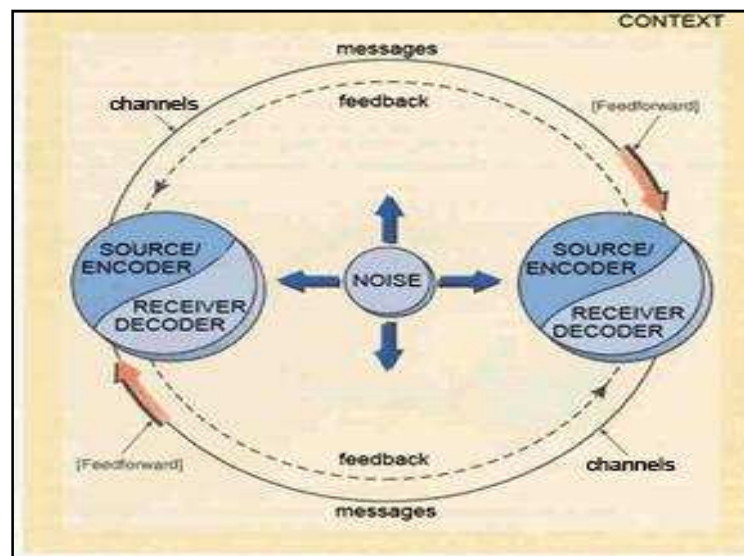 CONTEXT
messages
channels
feedback
[Feedforward]
SOURCE/
ENCODER
RECEIVER
DECODER
NOISE
SOURCE/
ENCODER
RECEIVER
DECODER
[Feedforward]
feedback
channels
messages